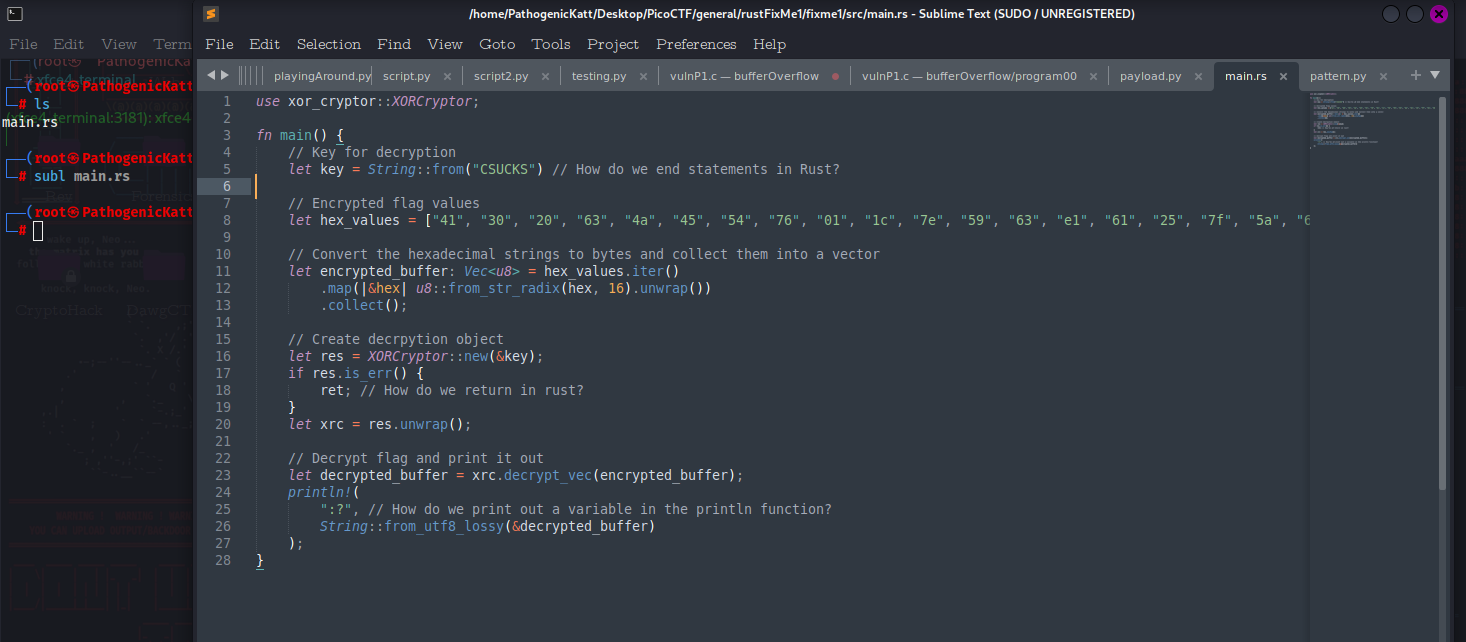 /home/PathogenicKatt/Desktop/PicoCTF/general/rustFixMe1/fixme1/src/main.rs - Sublime Text (SUDO / UNREGISTERED)
File Edit View Term
File Edit Selection Find View Goto Tools Project Preferences Help
playingAround.py script.py script2.py testing.py vulnP1.c — bufferOverflow vulnP1.c — bufferOverflow/program00 payload.py main.rs pattern.py
(root㉿ PathogenicKa
# xfce4-terminal
(root㉿PathogenicKatt
# ls
(xfce4-terminal:3181): xfce4
main.rs
(root㉿PathogenicKatt
# subl main.rs
(root㉿PathogenicKatt
#
CryptoHack DawgCT
1 use xor_cryptor::XORCryptor;
2
3 fn main() {
4 // Key for decryption
5 let key = String::from("CSUCKS") // How do we end statements in Rust?
6
7 // Encrypted flag values
8 let hex_values = ["41", "30", "20", "63", "4a", "45", "54", "76", "01", "1c", "7e", "59", "63", "e1", "61", "25", "7f", "5a", "6
9
10 // Convert the hexadecimal strings to bytes and collect them into a vector
11 let encrypted_buffer: Vec<u8> = hex_values.iter()
12 .map(|&hex| u8::from_str_radix(hex, 16).unwrap())
13 .collect();
14
15 // Create decrpytion object
16 let res = XORCryptor::new(&key);
17 if res.is_err() {
18 ret; // How do we return in rust?
19 }
20 let xrc = res.unwrap();
21
22 // Decrypt flag and print it out
23 let decrypted_buffer = xrc.decrypt_vec(encrypted_buffer);
24 println!(
25 ":?", // How do we print out a variable in the println function?
26 String::from_utf8_lossy(&decrypted_buffer)
27 );
28 }